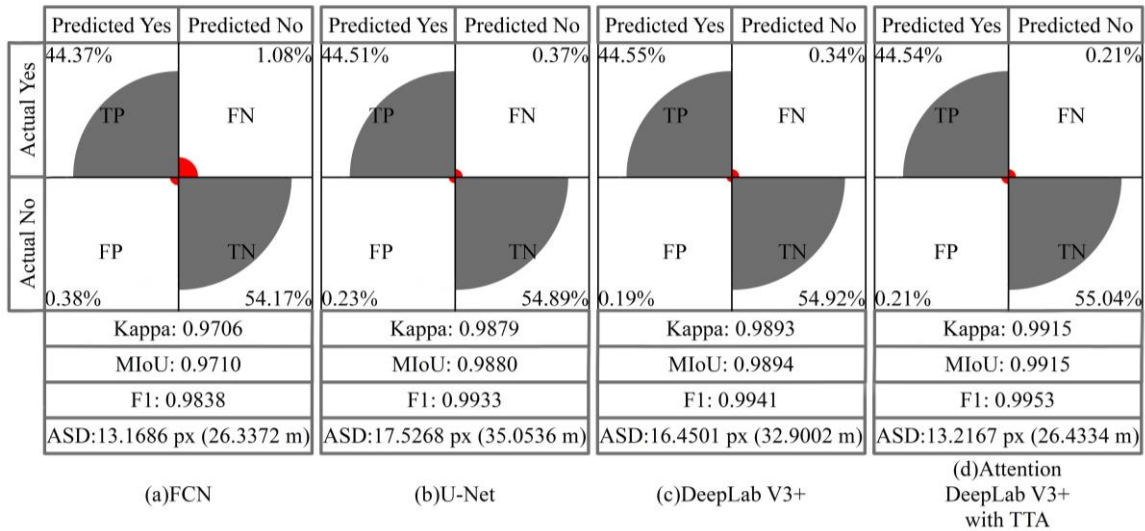 Predicted Yes Predicted No Predicted Yes Predicted No Predicted Yes Predicted No Predicted Yes Predicted No
Actual Yes
44.37% 1.08% 44.51% 0.37% 44.55% 0.34% 44.54% 0.21%
TP FN TP FN TP FN TP FN
Actual No
FP TN FP TN FP TN FP TN
0.38% 54.17% 0.23% 54.89% 0.19% 54.92% 0.21% 55.04%
Kappa: 0.9706 Kappa: 0.9879 Kappa: 0.9893 Kappa: 0.9915
MIoU: 0.9710 MIoU: 0.9880 MIoU: 0.9894 MIoU: 0.9915
F1: 0.9838 F1: 0.9933 F1: 0.9941 F1: 0.9953
ASD:13.1686 px (26.3372 m) ASD:17.5268 px (35.0536 m) ASD:16.4501 px (32.9002 m) ASD:13.2167 px (26.4334 m)
(a)FCN (b)U-Net (c)DeepLab V3+ (d)Attention
DeepLab V3+
with TTA